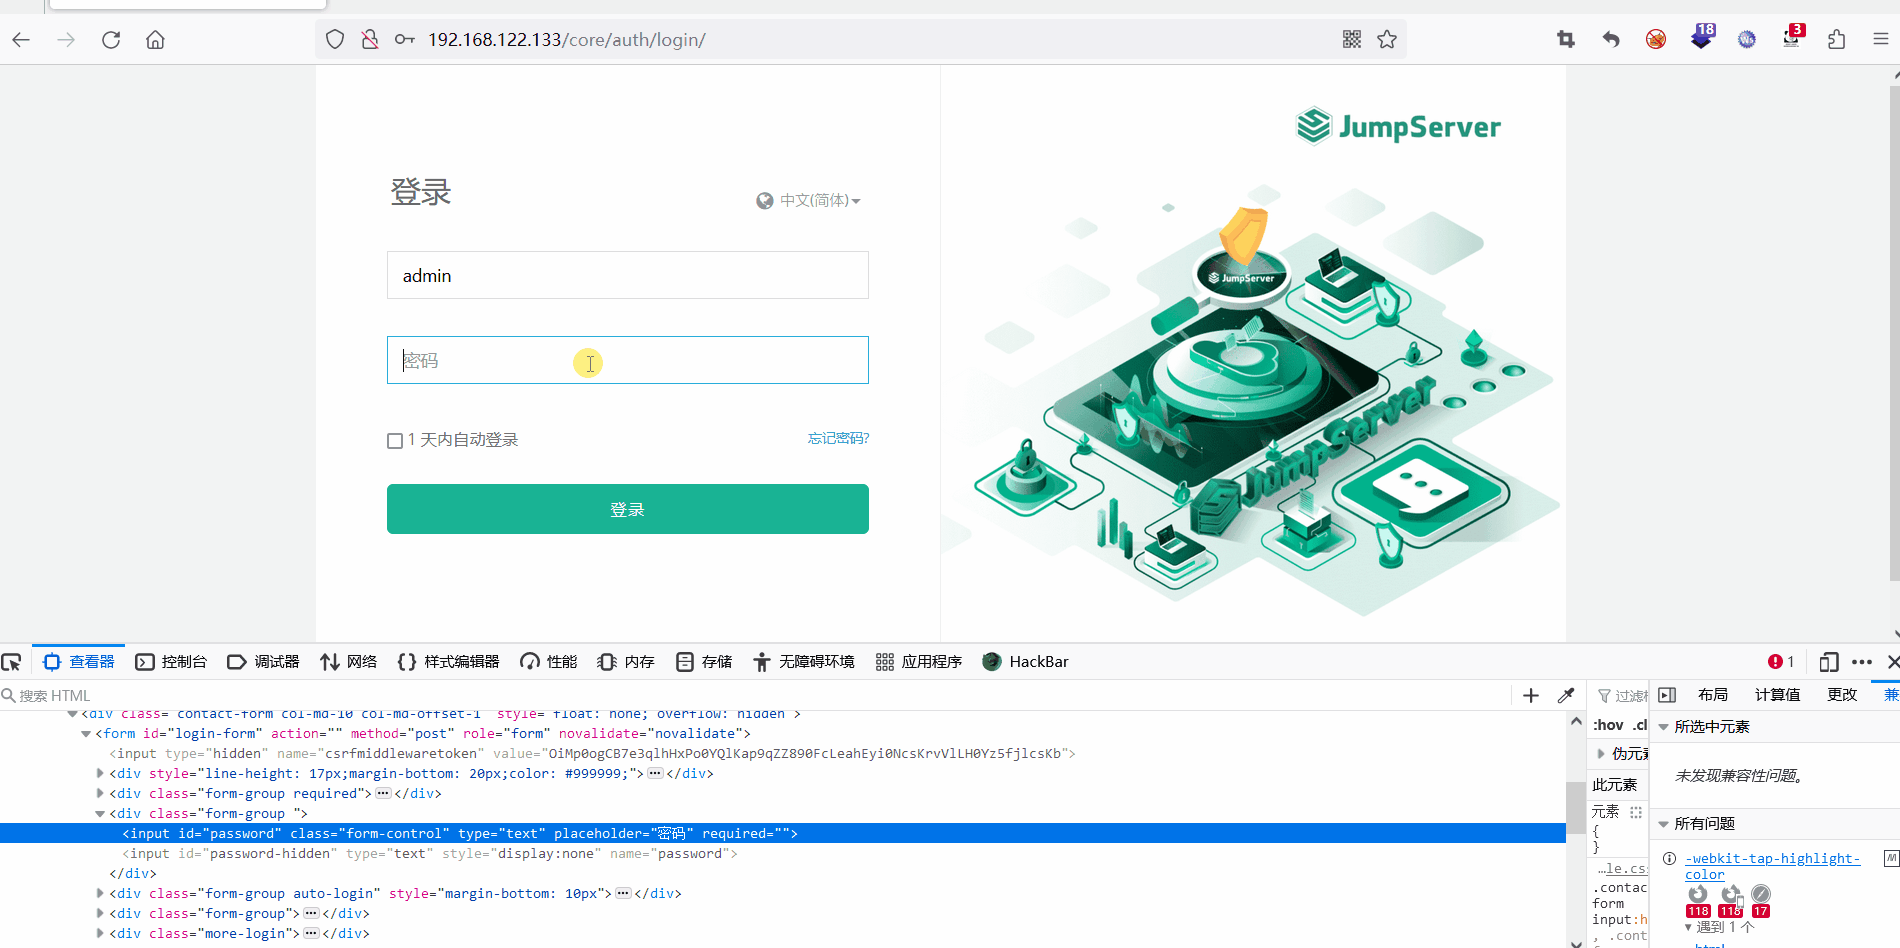 192.168.122.133/core/auth/login/
18
3
JumpServer
登录
中文(简体)
admin
密码
1 天内自动登录
忘记密码?
登录
JumpServer
JumpServer
查看器
控制台
调试器
网络
样式编辑器
性能
内存
存储
无障碍环境
应用程序
HackBar
1
搜索 HTML
布局
计算值
更改
兼
<div class="contact-form col-md-10 col-md-offset-1" style="float: none; overflow: hidden">
:hov .cl
所选中元素
<form id="login-form" action="" method="post" role="form" novalidate="novalidate">
<input type="hidden" name="csrfmiddlewaretoken" value="OiMp0ogCB7e3qlhHxPo0YQlKap9qZZ890FcLeahEyi0NcsKrvVlLH0Yz5fjlcsKb">
<div style="line-height: 17px;margin-bottom: 20px;color: #999999;"></div>
未发现兼容性问题。
<div class="form-group required"></div>
此元素
<div class="form-group ">
元素
{
}
所有问题
<input id="password" class="form-control" type="text" placeholder="密码" required="">
<input id="password-hidden" type="text" style="display:none" name="password">
-webkit-tap-highlight-color
</div>
…le.css
<div class="form-group auto-login" style="margin-bottom: 10px"></div>
.contac
form
input:h
, .cont
118
118
17
<div class="form-group"></div>
遇到 1 个
<div class="more-login"></div>